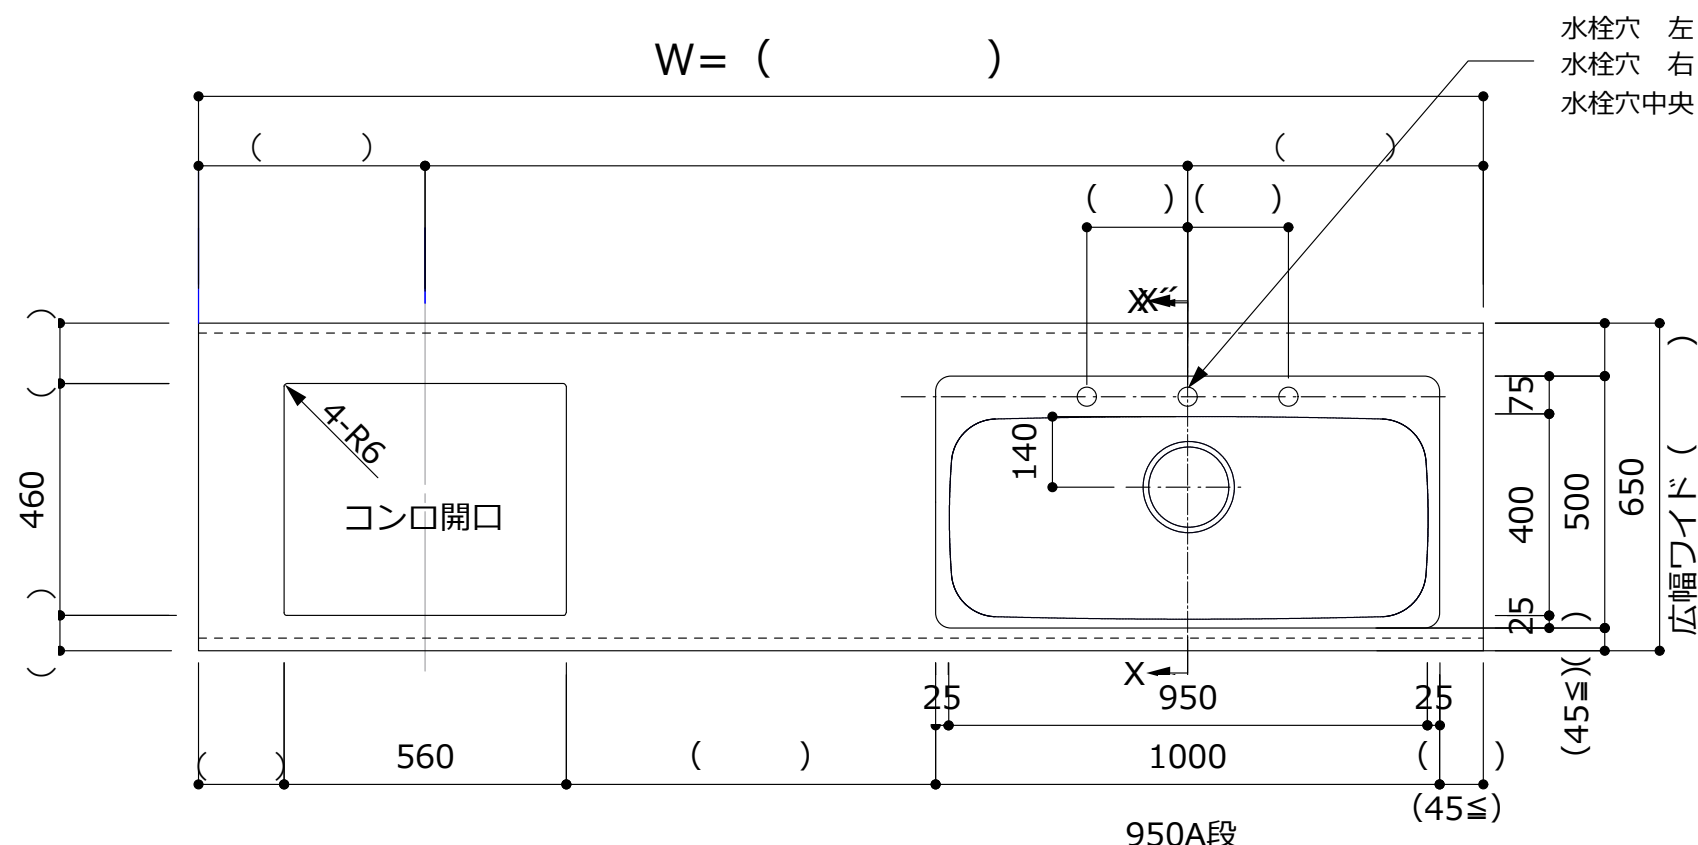 水栓穴　左
W=（　　　　　）
水栓穴　右
水栓穴中央
（　　　）
（　　　）
（　　）（　　）
X″
X
（　）
（　）
75
4-R6
140
460
コンロ開口
400
500
650
広幅ワイド（　　　）
25
（　）
（　）
（　）
X
25
950
25
(45≦)（　）
（　　）
560
（　　　）
1000
（　　）
(45≦)
950A段